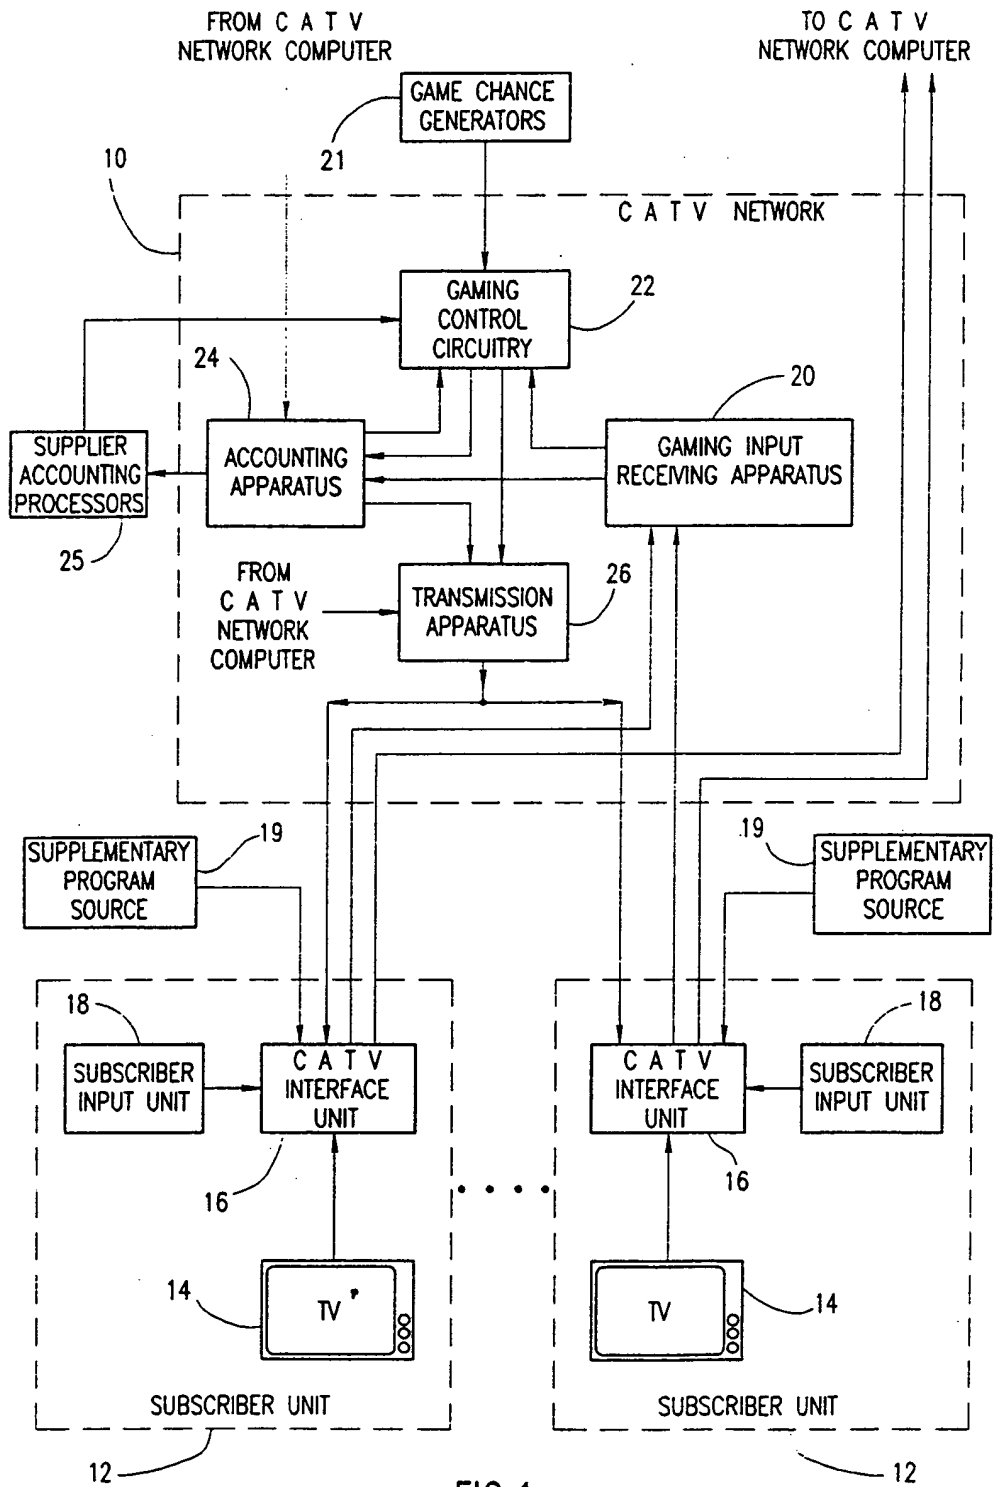 FROM C A T V
NETWORK COMPUTER
TO C A T V
NETWORK COMPUTER
GAME CHANCE
GENERATORS
21
10
C A T V NETWORK
GAMING
CONTROL
CIRCUITRY
22
24
20
SUPPLIER
ACCOUNTING
PROCESSORS
25
ACCOUNTING
APPARATUS
GAMING INPUT
RECEIVING APPARATUS
FROM
C A T V
NETWORK
COMPUTER
TRANSMISSION
APPARATUS
26
SUPPLEMENTARY
PROGRAM
SOURCE
19
19
SUPPLEMENTARY
PROGRAM
SOURCE
18
SUBSCRIBER
INPUT UNIT
C A T V
INTERFACE
UNIT
16
14
TV
SUBSCRIBER UNIT
12
C A T V
INTERFACE
UNIT
16
18
SUBSCRIBER
INPUT UNIT
TV
14
SUBSCRIBER UNIT
12